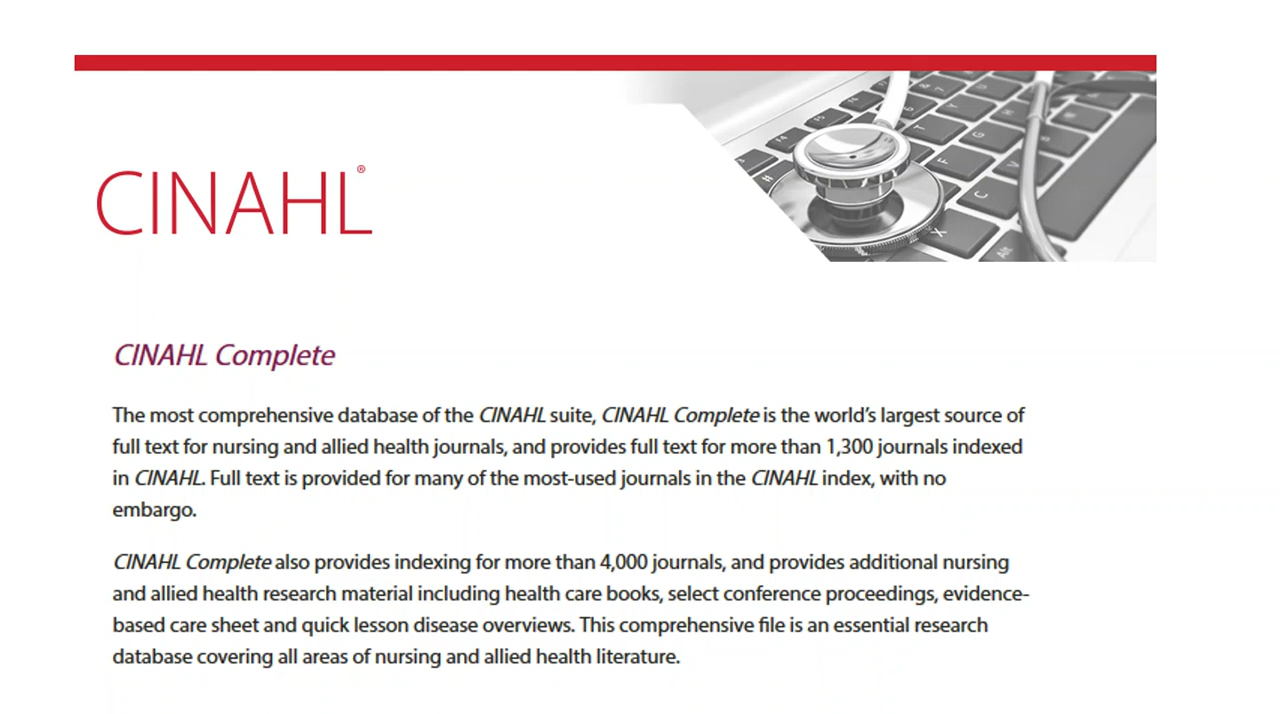 CINAHL®
CINAHL Complete
The most comprehensive database of the CINAHL suite, CINAHL Complete is the world's largest source of
full text for nursing and allied health journals, and provides full text for more than 1,300 journals indexed
in CINAHL. Full text is provided for many of the most-used journals in the CINAHL index, with no
embargo.
CINAHL Complete also provides indexing for more than 4,000 journals, and provides additional nursing
and allied health research material including health care books, select conference proceedings, evidence-
based care sheet and quick lesson disease overviews. This comprehensive file is an essential research
database covering all areas of nursing and allied health literature.